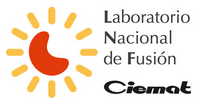 Laboratorio
Nacional
de Fusión
Ciemat